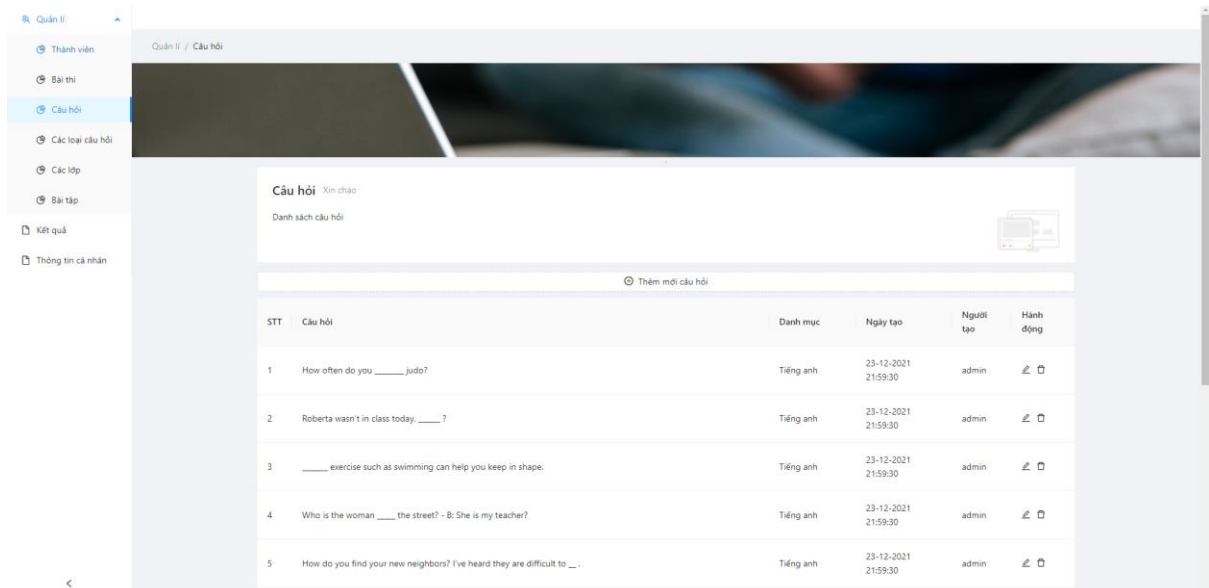 Quản lí
Thành viên
Bài thi
Câu hỏi
Các loại câu hỏi
Các lớp
Bài tập
Kết quả
Thông tin cá nhân
Quản lí / Câu hỏi
Câu hỏi Xin chào
Danh sách câu hỏi
Thêm mới câu hỏi
STT Câu hỏi Danh mục Ngày tạo Người tạo Hành động
1 How often do you _______ judo? Tiếng anh 23-12-2021 21:59:30 admin
2 Roberta wasn't in class today, _____ ? Tiếng anh 23-12-2021 21:59:30 admin
3 ______ exercise such as swimming can help you keep in shape. Tiếng anh 23-12-2021 21:59:30 admin
4 Who is the woman ____ the street? - B: She is my teacher? Tiếng anh 23-12-2021 21:59:30 admin
5 How do you find your new neighbors? I've heard they are difficult to __ . Tiếng anh 23-12-2021 21:59:30 admin